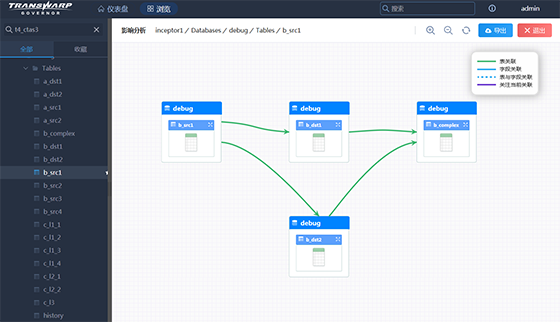 TRANSWARP
GOVERNOR
仪表盘
浏览
搜索
admin
t4_ctas3
全部
收藏
Tables
a_dst1
a_dst2
a_src1
a_src2
b_complex
b_dst1
b_dst2
b_src1
b_src2
b_src3
b_src4
c_l1_1
c_l1_2
c_l1_3
c_l1_4
c_l2_1
c_l2_2
c_l3
history
影响分析 inceptor1 / Databases / debug / Tables / b_src1
导出
退出
表关联
字段关联
表与字段关联
关注当前关联
debug
b_src1
debug
b_dst1
debug
b_complex
debug
b_dst2